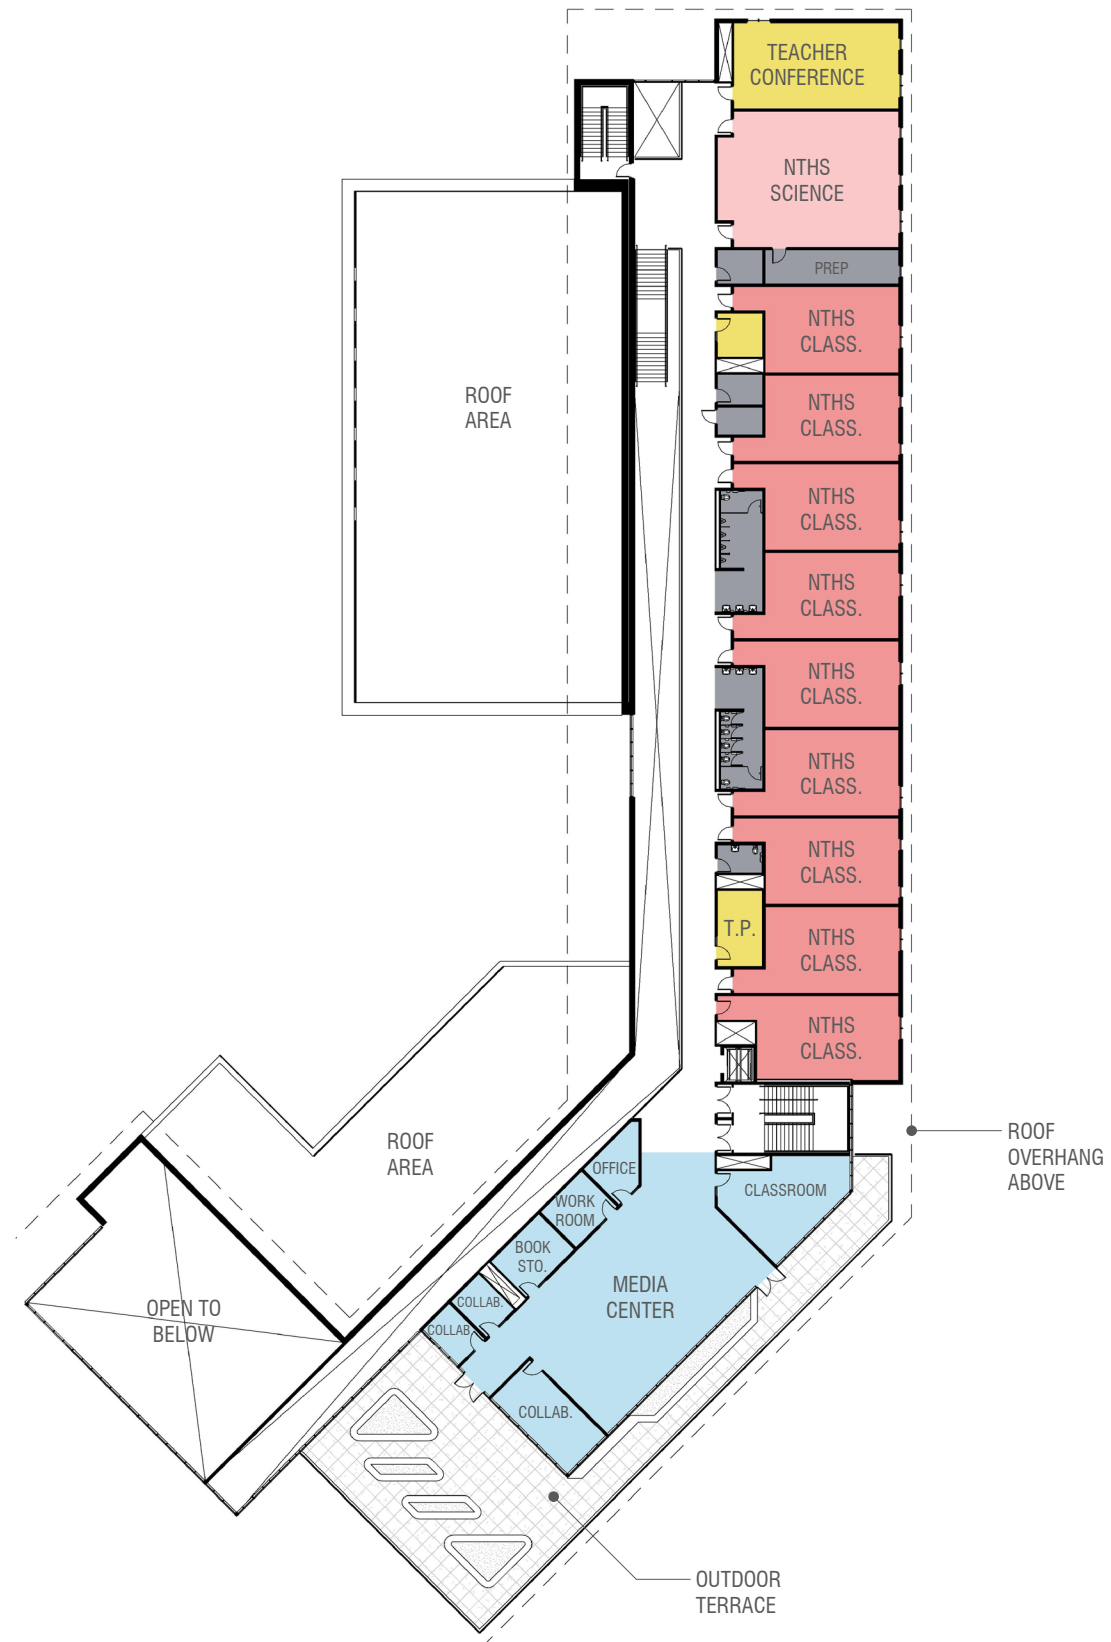 TEACHER
CONFERENCE
NTHS
SCIENCE
PREP
NTHS
CLASS.
ROOF
AREA
NTHS
CLASS.
NTHS
CLASS.
NTHS
CLASS.
NTHS
CLASS.
NTHS
CLASS.
NTHS
CLASS.
T.P.
NTHS
CLASS.
NTHS
CLASS.
ROOF
AREA
ROOF
OVERHANG
ABOVE
OFFICE
CLASSROOM
WORK
ROOM
BOOK
STO.
MEDIA
CENTER
COLLAB.
COLLAB.
OPEN TO
BELOW
COLLAB.
OUTDOOR
TERRACE